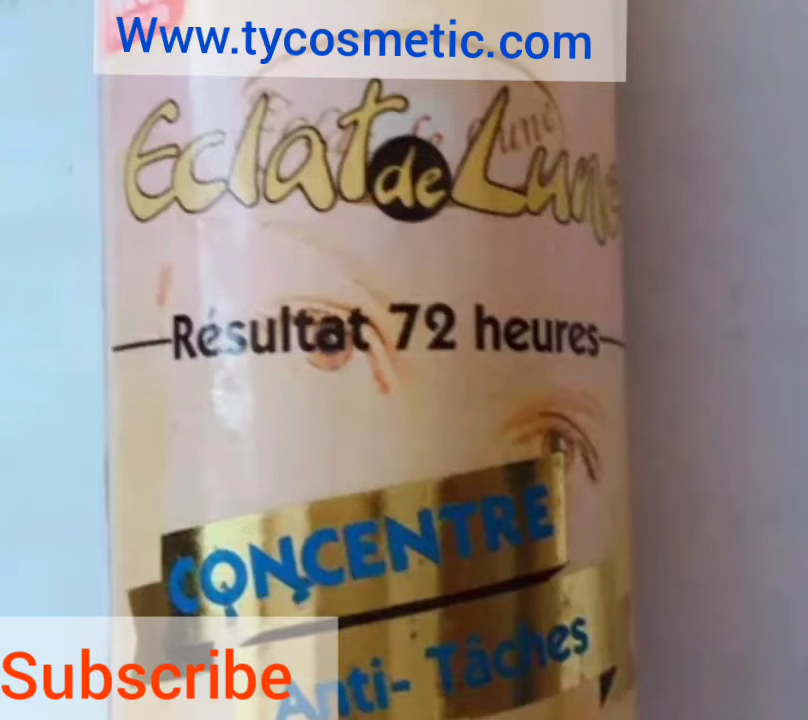 Www.tycosmetic.com
Eclat de Lune
Résultat 72 heures
CONCENTRE
Anti-Tâches
Subscribe